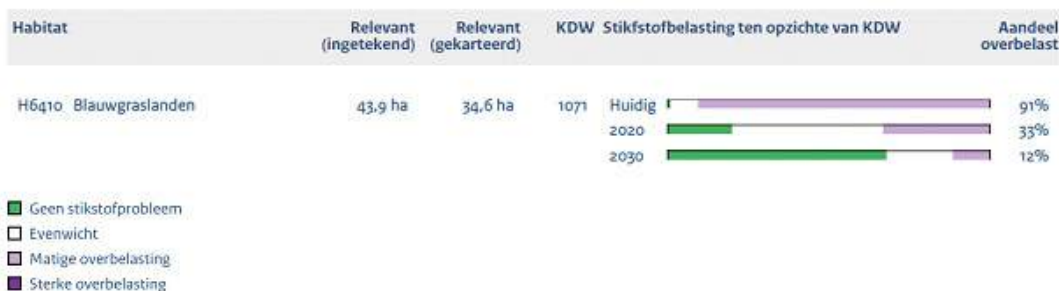 Habitat Relevant Relevant KDW Stikfstofbelasting ten opzichte van KDW Aandeel
(ingetekend) (gekarteerd) overbelast
H6410 Blauwgraslanden 43,9 ha 34,6 ha 1071 Huidig 91%
2020 33%
2030 12%
Geen stikstofprobleem
Evenwicht
Matige overbelasting
Sterke overbelasting